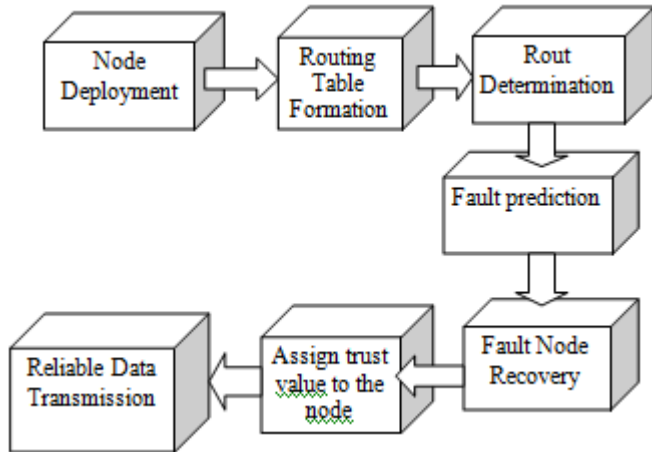 Node
Deployment
Routing
Table
Formation
Rout
Determination
Fault prediction
Fault Node
Recovery
Assign trust
value to the
node
Reliable Data
Transmission